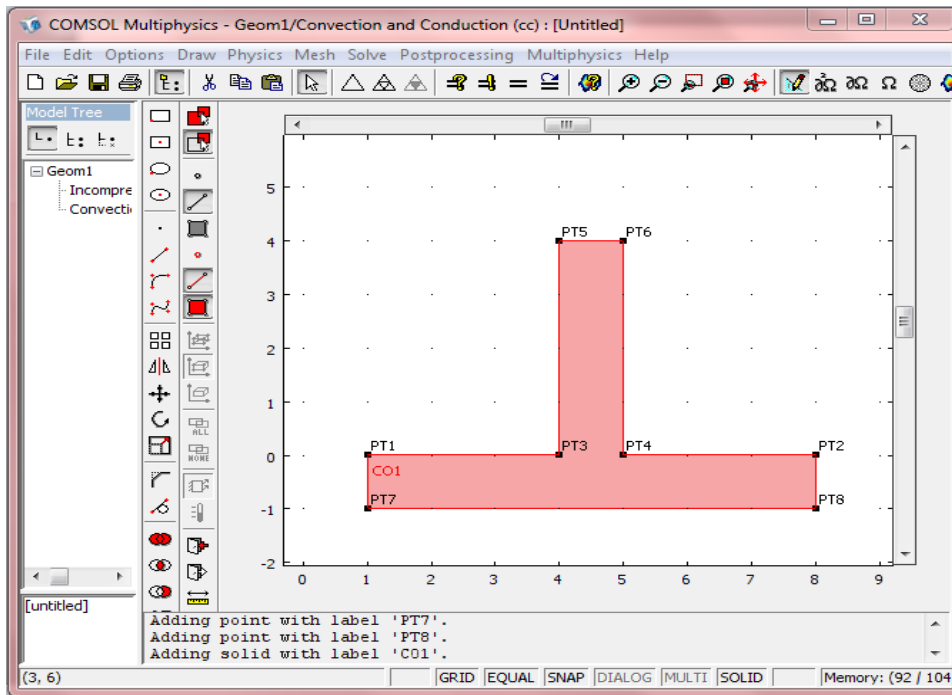 COMSOL Multiphysics - Geom1/Convection and Conduction (cc) : [Untitled]
File Edit Options Draw Physics Mesh Solve Postprocessing Multiphysics Help
Model Tree
Geom1
Incompre
Convecti
[untitled]
ALL
NONE
5
4
3
2
1
0
-1
-2
0 1 2 3 4 5 6 7 8 9
PT5 PT6
PT1 PT3 PT4 PT2
CO1
PT7 PT8
Adding point with label 'PT7'.
Adding point with label 'PT8'.
Adding solid with label 'CO1'.
(3, 6) GRID EQUAL SNAP DIALOG MULTI SOLID Memory: (92 / 104